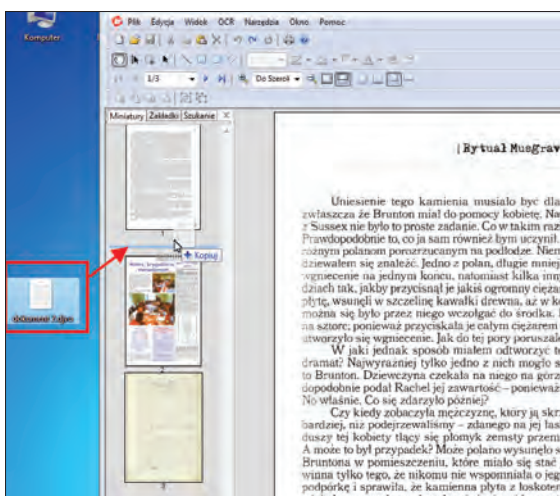 Komputer
Plik Edycja Widok OCR Narzędzia Okno Pomoc
1/3
Do Szerok
Miniatury Zakładki Szukanie X
1
Kopiuj
2
3
|Rytuał Musgrav
Uniesienie tego kamienia musiało być dla
zwłaszcza że Brunton miał do pomocy kobietę. Na
z Sussex nie było to proste zadanie. Co w takim raz
Prawdopodobnie to, co ja sam również bym uczynił.
różnym polanom porozrzucanym na podłodze. Niem
dziewałem się znaleźć. Jedno z polan, długie mniej
wgniecenie na jednym końcu, natomiast kilka inny
dziach tak, jakby przycisnął je jakiś ogromny cięża
płytę, wsunęli w szczelinę kawałki drewna, aż w k
można się było przez niego wczołgać do środka.
na sztorc, ponieważ przyciskała je całym ciężarem
utworzyło się wgniecenie. Jak do tej pory poruszał
W jaki jednak sposób miałem odtworzyć t
dramat? Najwyraźniej tylko jedno z nich mogło s
to Brunton. Dziewczyna czekała na niego na górz
dopodobnie podał Rachel jej zawartość – ponieważ
No właśnie. Co się zdarzyło później?
Czy kiedy zobaczyła mężczyznę, który ją skr
bardziej, niż podejrzewaliśmy – zdanego na jej łas
duszy tej kobiety tlący się płomyk zemsty przem
A może to był przypadek? Może polano wysunęło s
Bruntona w pomieszczeniu, które miało się stać
winna tylko tego, że nikomu nie wspomniała o jeg
podpórkę i sprawiła, że kamienna płyta z łoskotem